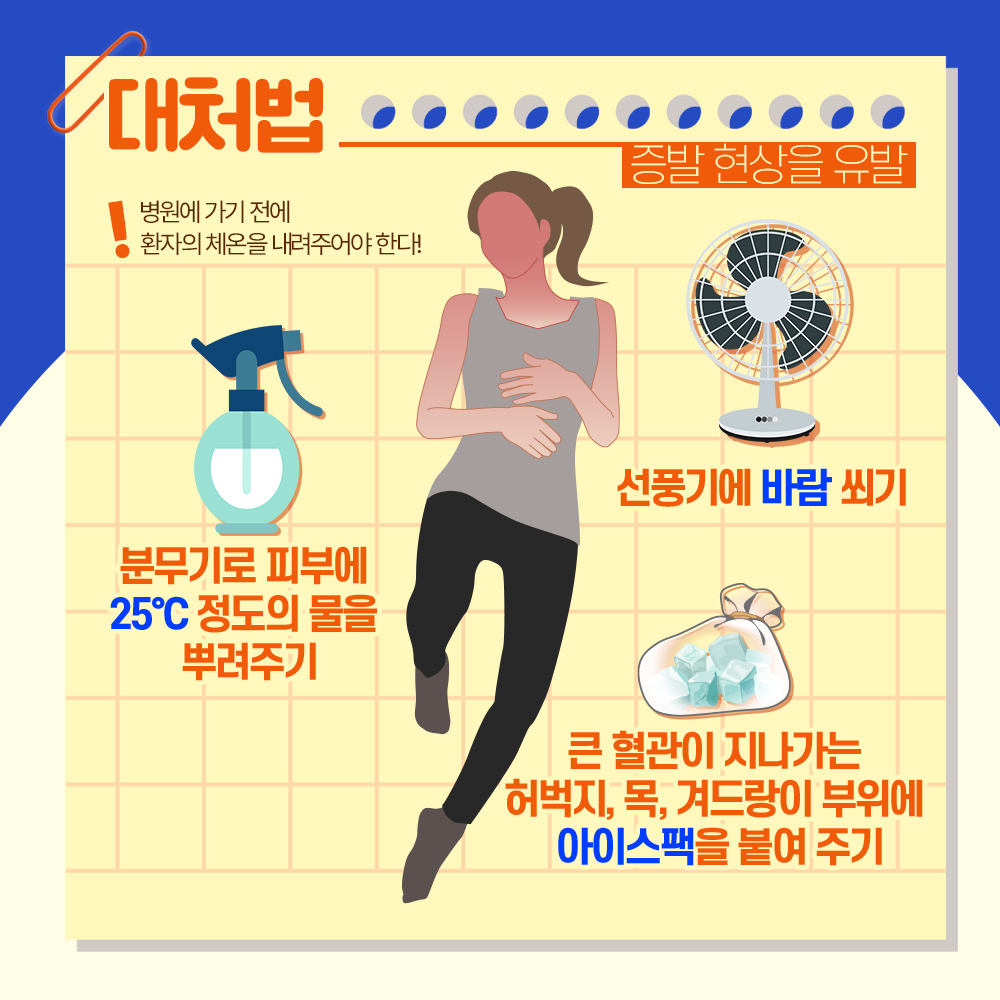 대처법
증발 현상을 유발
! 병원에 가기 전에
환자의 체온을 내려주어야 한다!
선풍기에 바람 쐬기
분무기로 피부에
25℃ 정도의 물을
뿌려주기
큰 혈관이 지나가는
허벅지, 목, 겨드랑이 부위에
아이스팩을 붙여 주기